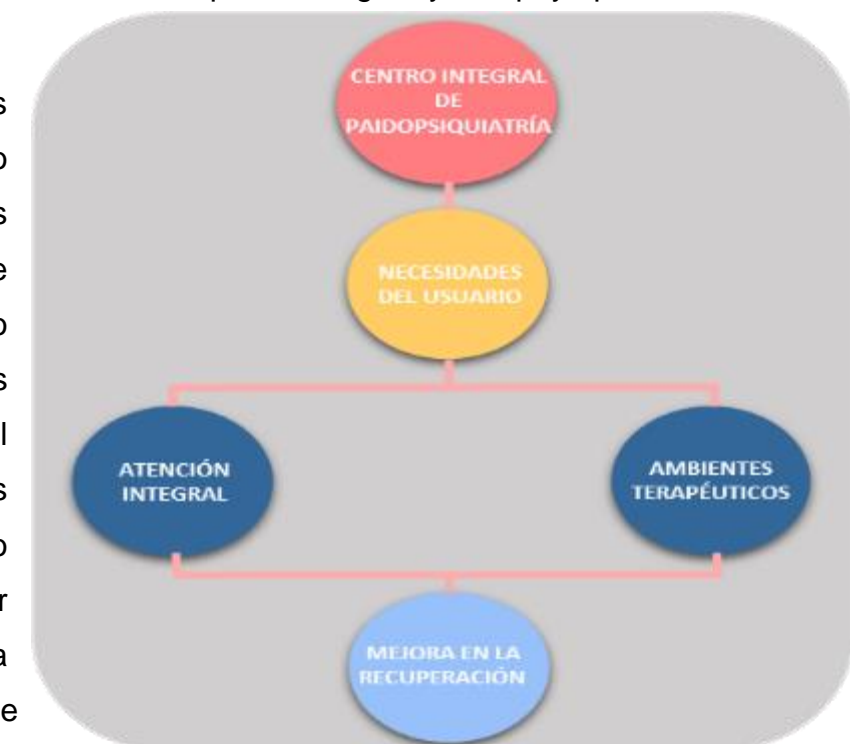 CENTRO INTEGRAL
DE
PAIDOPSIQUIATRÍA
NECESIDADES
DEL USUARIO
ATENCIÓN
INTEGRAL
AMBIENTES
TERAPÉUTICOS
MEJORA EN LA
RECUPERACIÓN